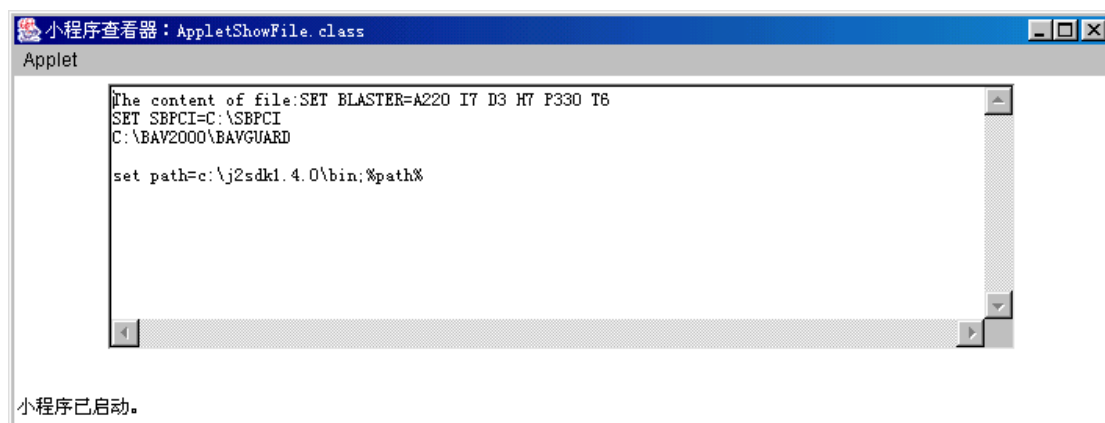 小程序查看器：AppletShowFile.class
Applet
The content of file:SET BLASTER=A220 I7 D3 H7 P330 T6
SET SBPCI=C:\SBPCI
C:\BAV2000\BAVGUARD
set path=c:\j2sdk1.4.0\bin;%path%
小程序已启动。